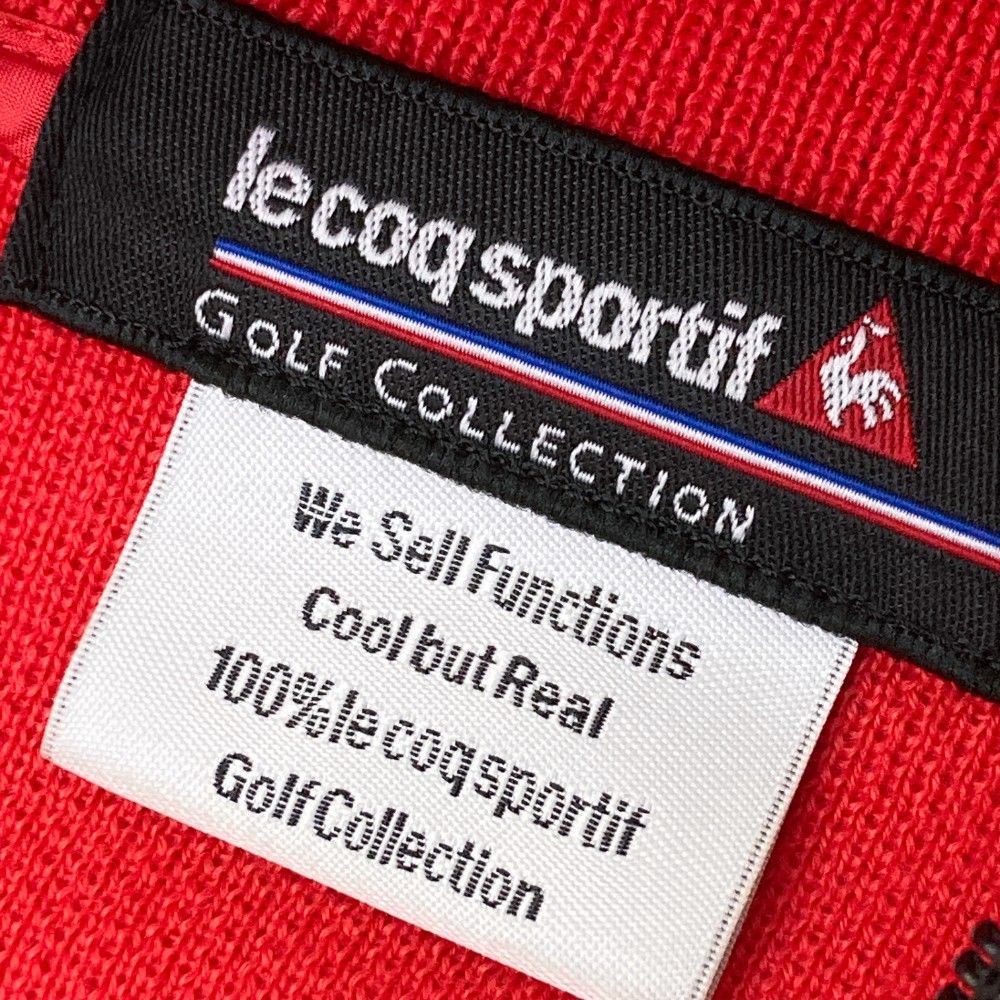 le coq sportif
GOLF COLLECTION
We Sell Functions
Cool but Real
100% le coq sportif
Golf Collection